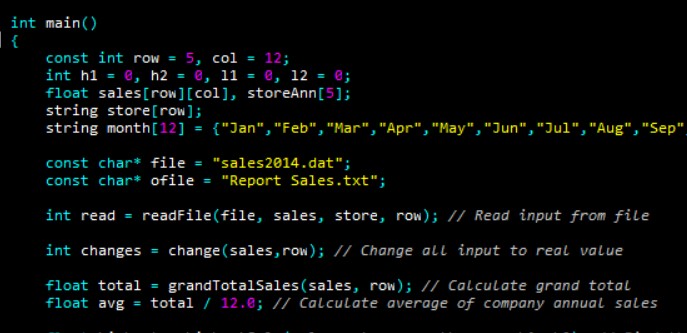 int main()
{
const int row = 5, col = 12;
int h1 = 0, h2 = 0, l1 = 0, l2 = 0;
float sales[row][col], storeAnn[5];
string store[row];
string month[12] = {"Jan","Feb","Mar","Apr","May","Jun","Jul","Aug","Sep",
const char* file = "sales2014.dat";
const char* ofile = "Report Sales.txt";
int read = readFile(file, sales, store, row); // Read input from file
int changes = change(sales,row); // Change all input to real value
float total = grandTotalSales(sales, row); // Calculate grand total
float avg = total / 12.0; // Calculate average of company annual sales